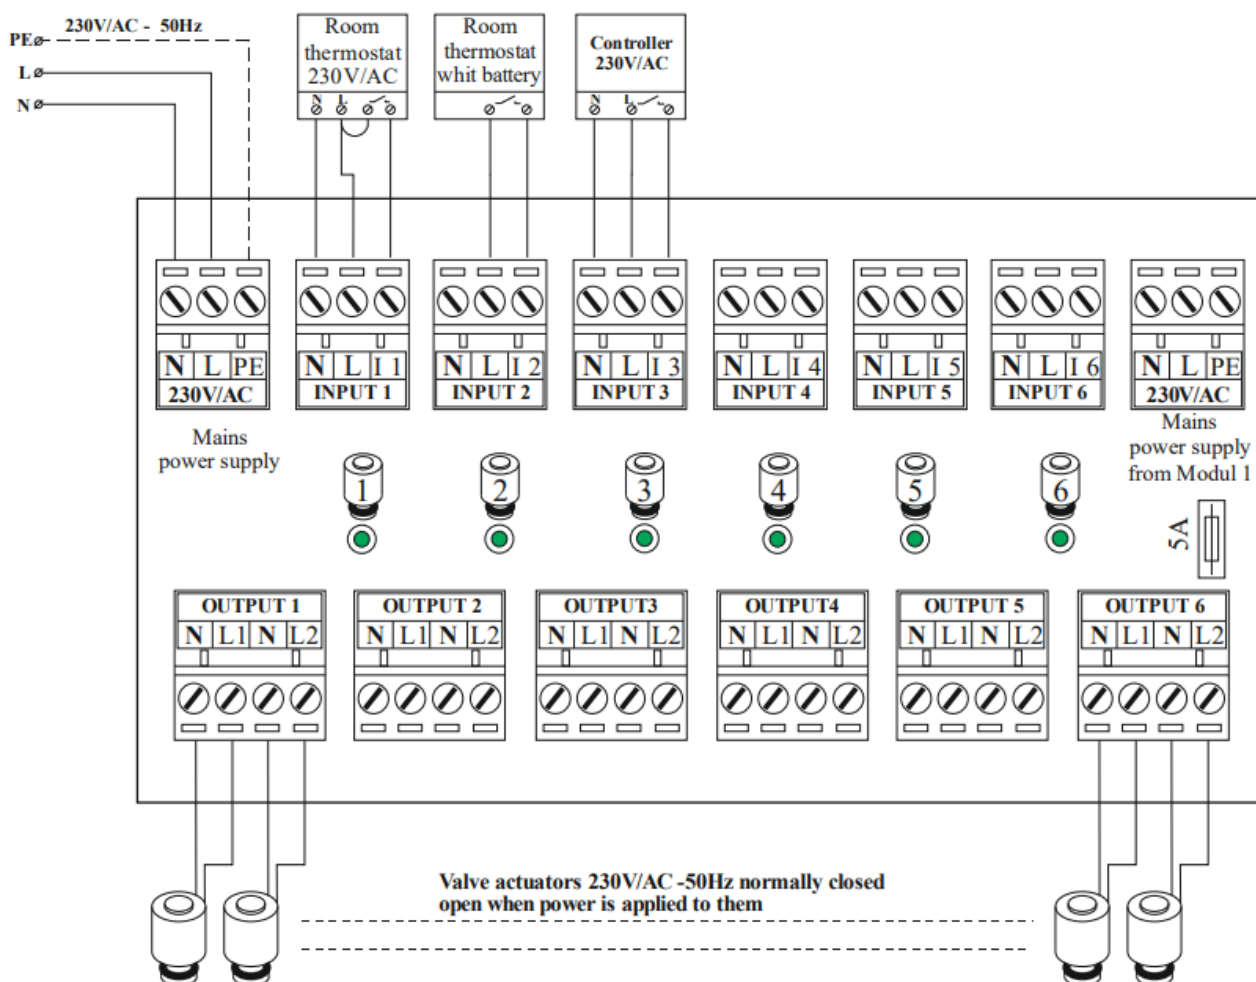 230V/AC - 50Hz
PE
L
N
Room
thermostat
230V/AC
N L
Room
thermostat
whit battery
Controller
230V/AC
N L
N L PE
230V/AC
N L I 1
INPUT 1
N L I 2
INPUT 2
N L I 3
INPUT 3
N L I 4
INPUT 4
N L I 5
INPUT 5
N L I 6
INPUT 6
N L PE
230V/AC
Mains
power supply
Mains
power supply
from Modul 1
1
2
3
4
5
6
5A
OUTPUT 1
N L1 N L2
OUTPUT 2
N L1 N L2
OUTPUT3
N L1 N L2
OUTPUT4
N L1 N L2
OUTPUT 5
N L1 N L2
OUTPUT 6
N L1 N L2
Valve actuators 230V/AC -50Hz normally closed
open when power is applied to them